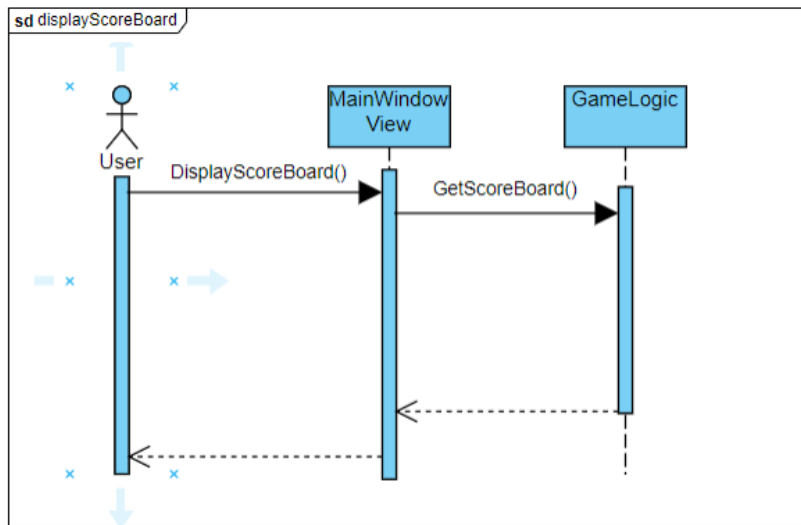 sd displayScoreBoard
User
MainWindow
View
GameLogic
DisplayScoreBoard()
GetScoreBoard()